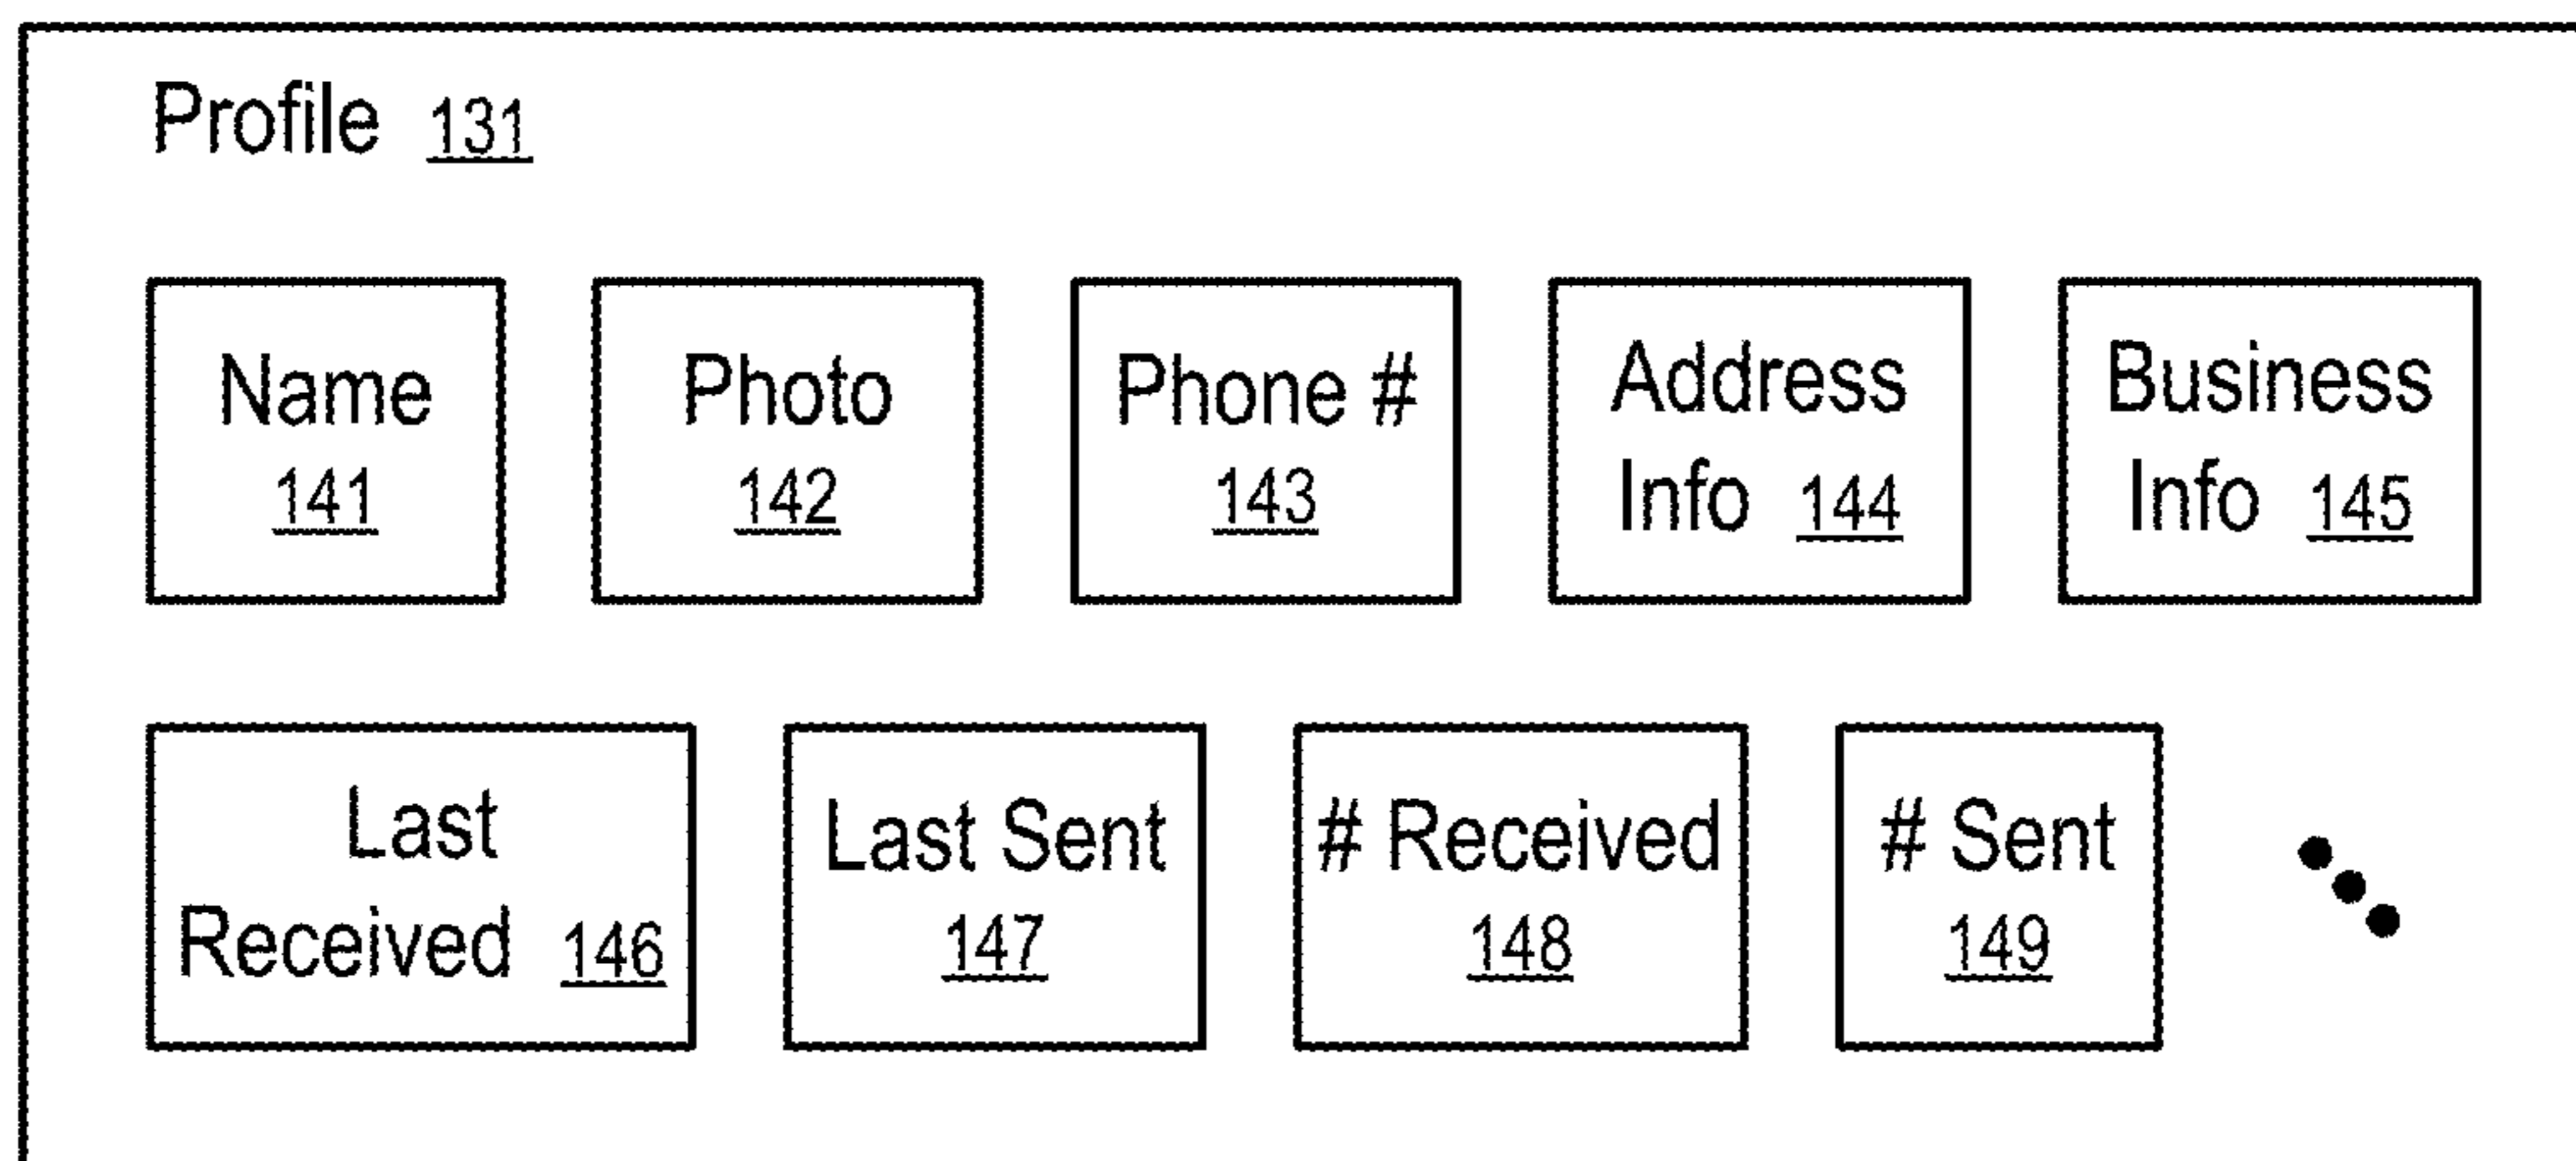 Profile 131
Name
141
Photo
142
Phone #
143
Address
Info 144
Business
Info 145
Last
Received 146
Last Sent
147
# Received
148
# Sent
149